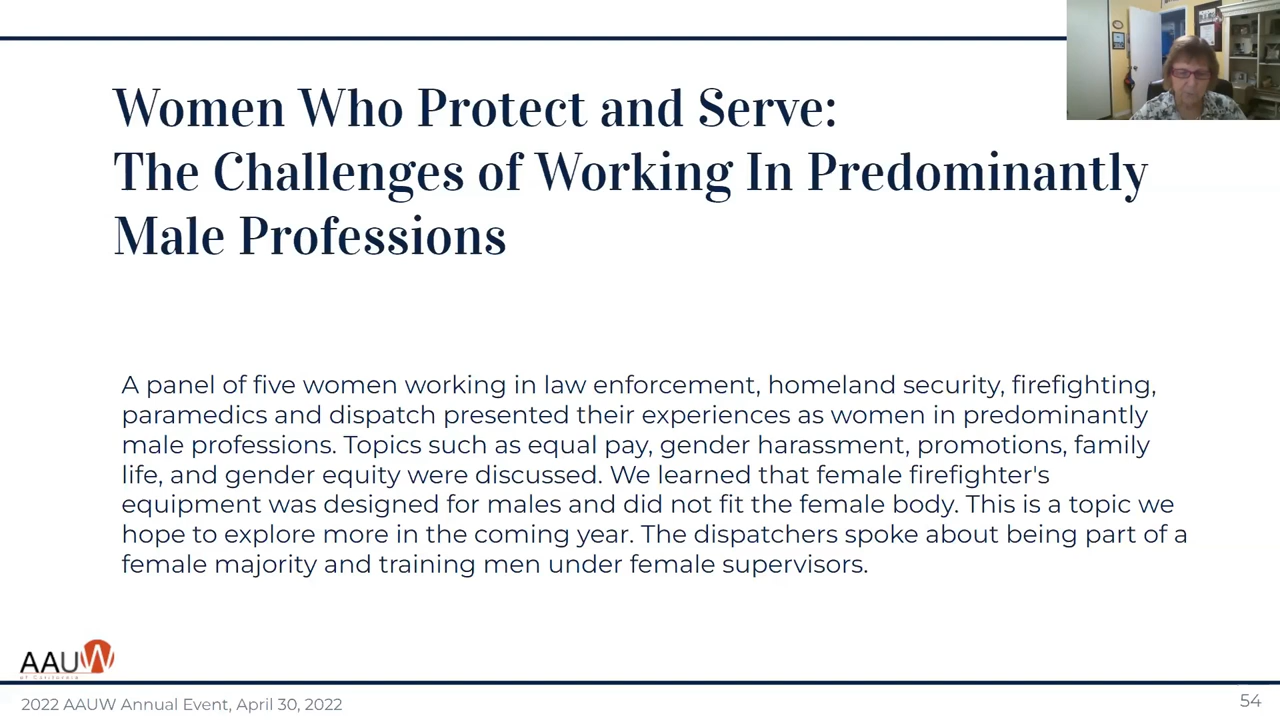 Women Who Protect and Serve:
The Challenges of Working In Predominantly
Male Professions
A panel of five women working in law enforcement, homeland security, firefighting,
paramedics and dispatch presented their experiences as women in predominantly
male professions. Topics such as equal pay, gender harassment, promotions, family
life, and gender equity were discussed. We learned that female firefighter's
equipment was designed for males and did not fit the female body. This is a topic we
hope to explore more in the coming year. The dispatchers spoke about being part of a
female majority and training men under female supervisors.
AAUW
of California
2022 AAUW Annual Event, April 30, 2022
54